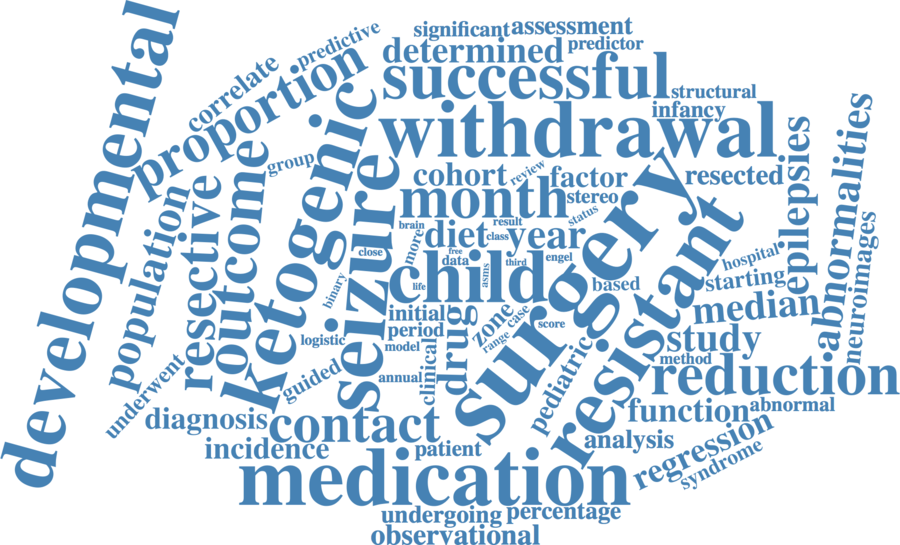 developmental
significant
assessment
predictive
determined
predictor
correlate
proportion
successful
structural
infancy
withdrawal
ketogenic
group
review
cohort
factor
resected
epilepsies
abnormalities
month
stereo
status
outcome
resective
population
seizure
brain
result
diet
class
year
surgery
resistant
more
close
free
data
third
engel
hospital
neuroimages
child
asms
life
binary
based
starting
initial
zone
case
median
period
drug
score
range
logistic
model
study
method
clinical
pediatric
reduction
underwent
guided
annual
function
abnormal
diagnosis
contact
analysis
regression
incidence
patient
syndrome
medication
undergoing
percentage
observational